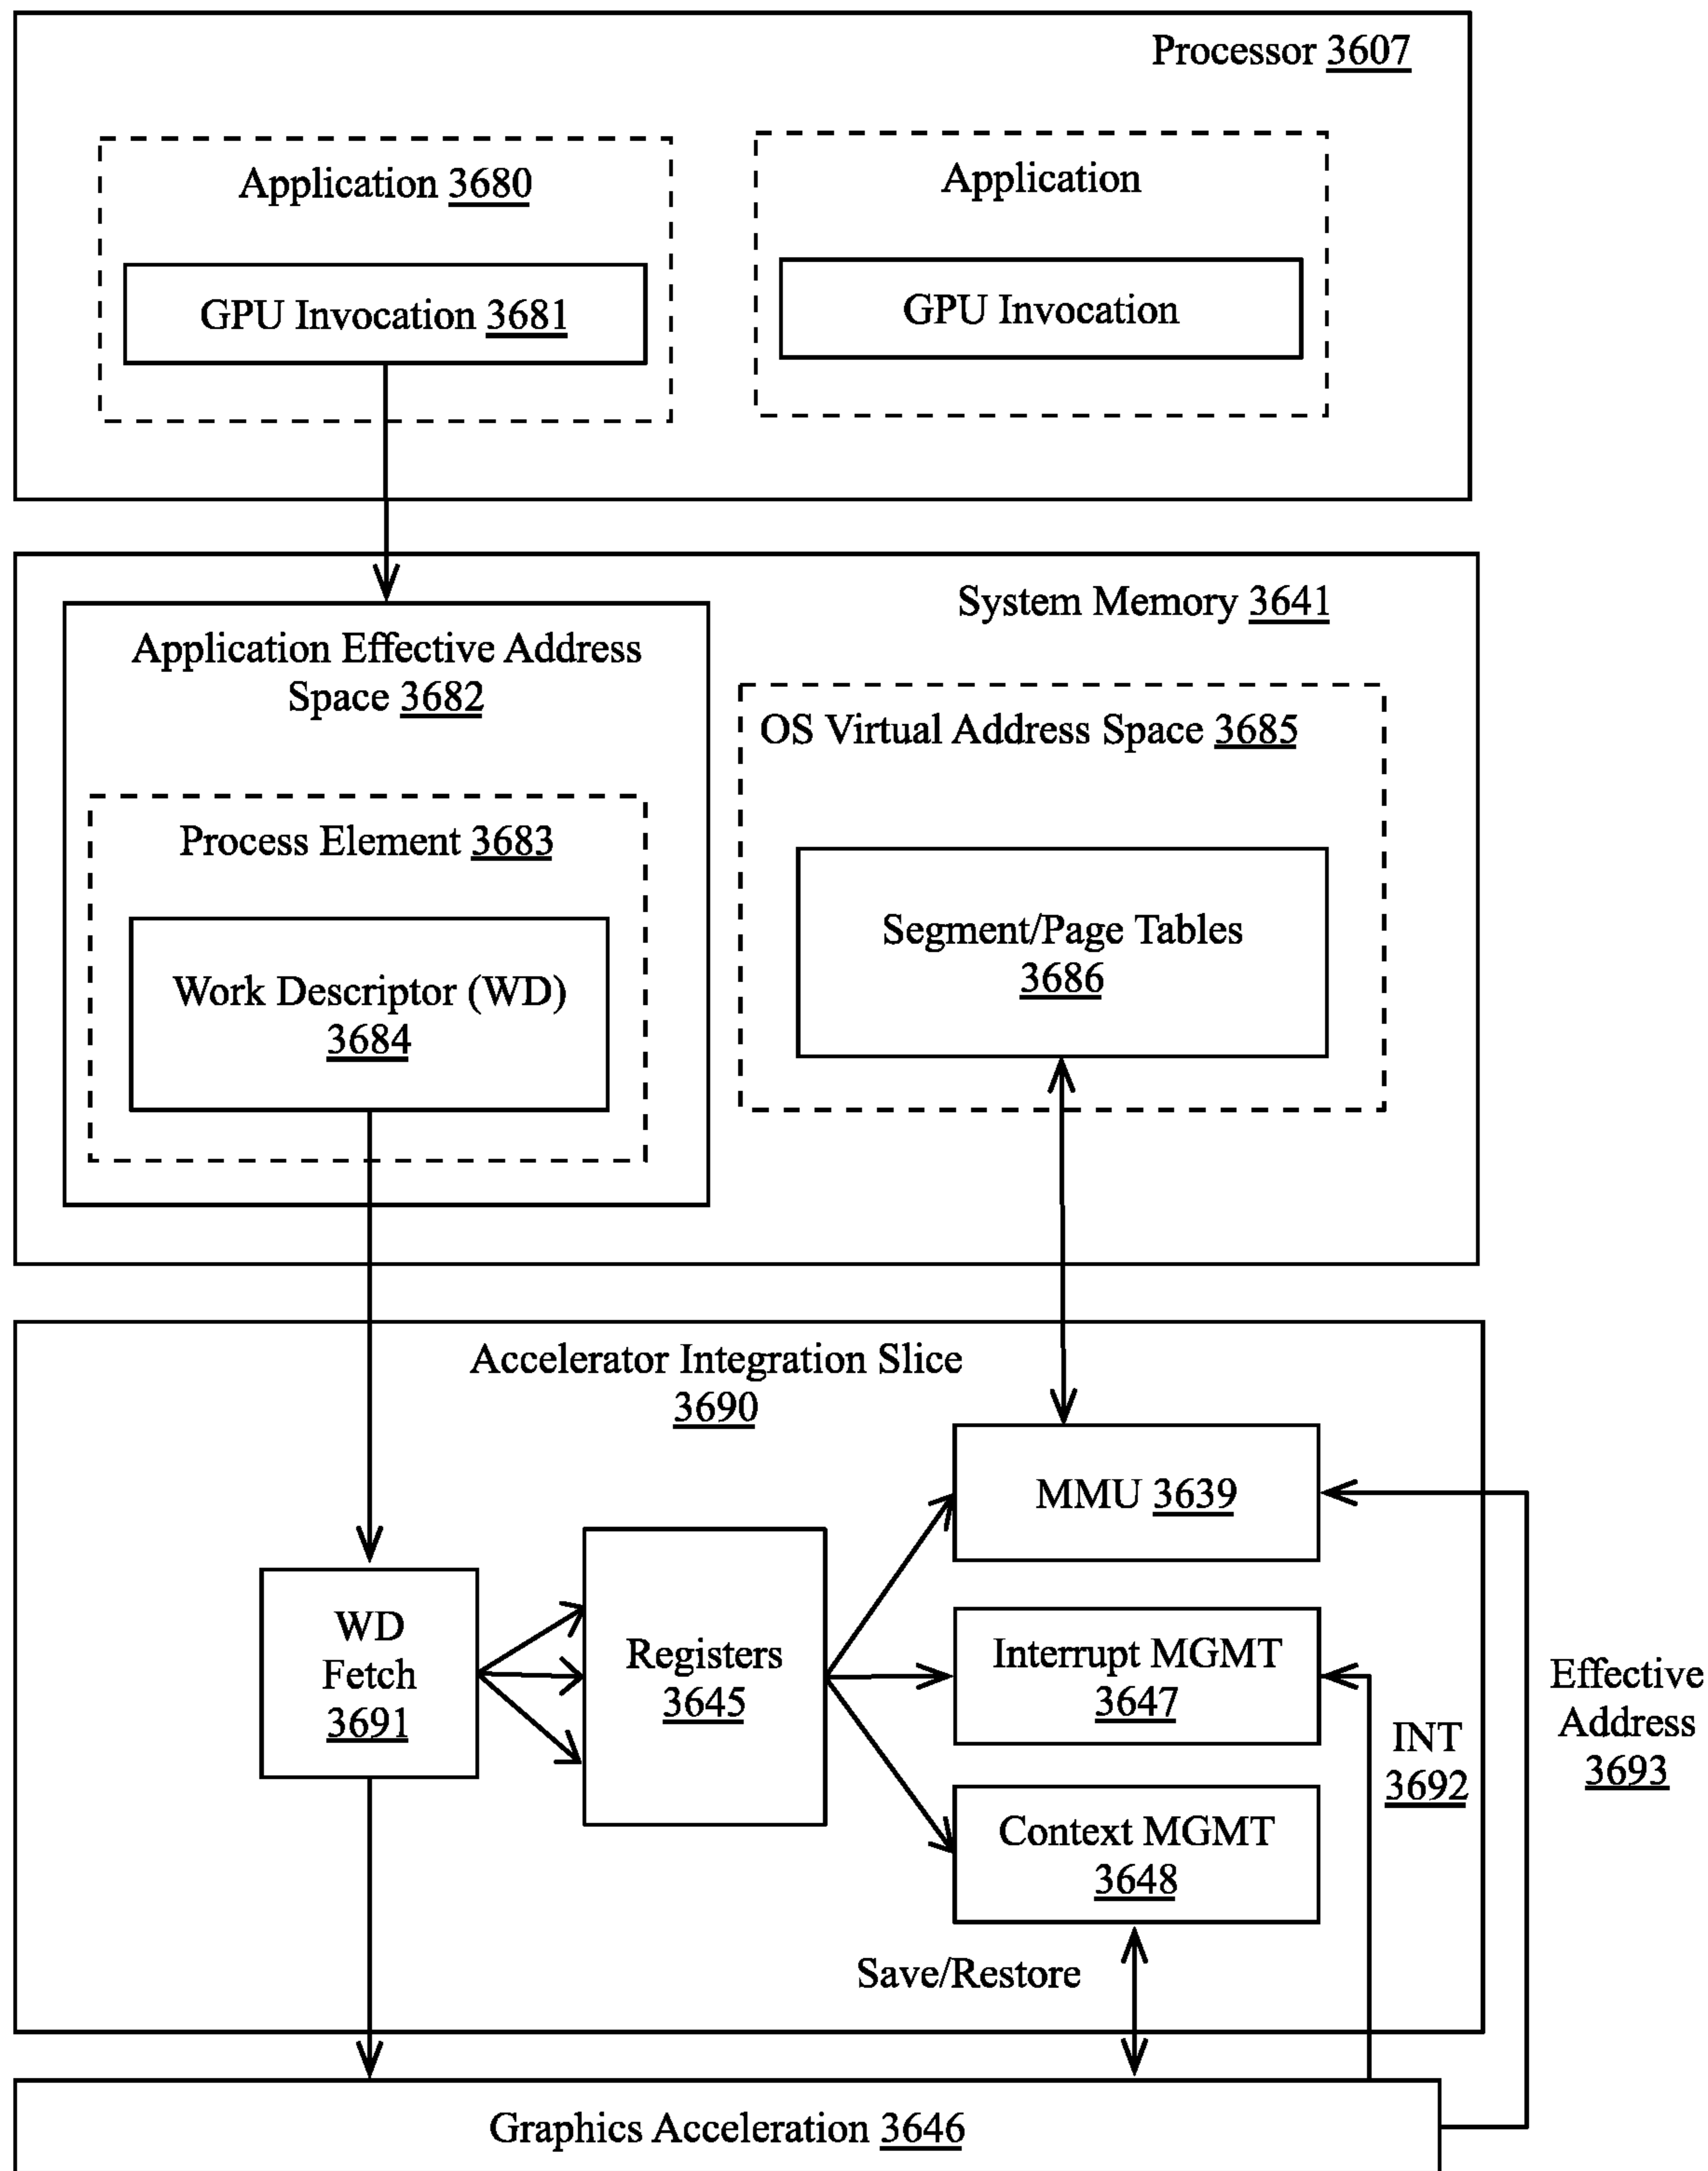 Processor 3607
Application 3680
GPU Invocation 3681
Application
GPU Invocation
System Memory 3641
Application Effective Address
Space 3682
Process Element 3683
Work Descriptor (WD)
3684
OS Virtual Address Space 3685
Segment/Page Tables
3686
Accelerator Integration Slice
3690
WD
Fetch
3691
Registers
3645
MMU 3639
Interrupt MGMT
3647
Context MGMT
3648
Save/Restore
INT
3692
Effective
Address
3693
Graphics Acceleration 3646